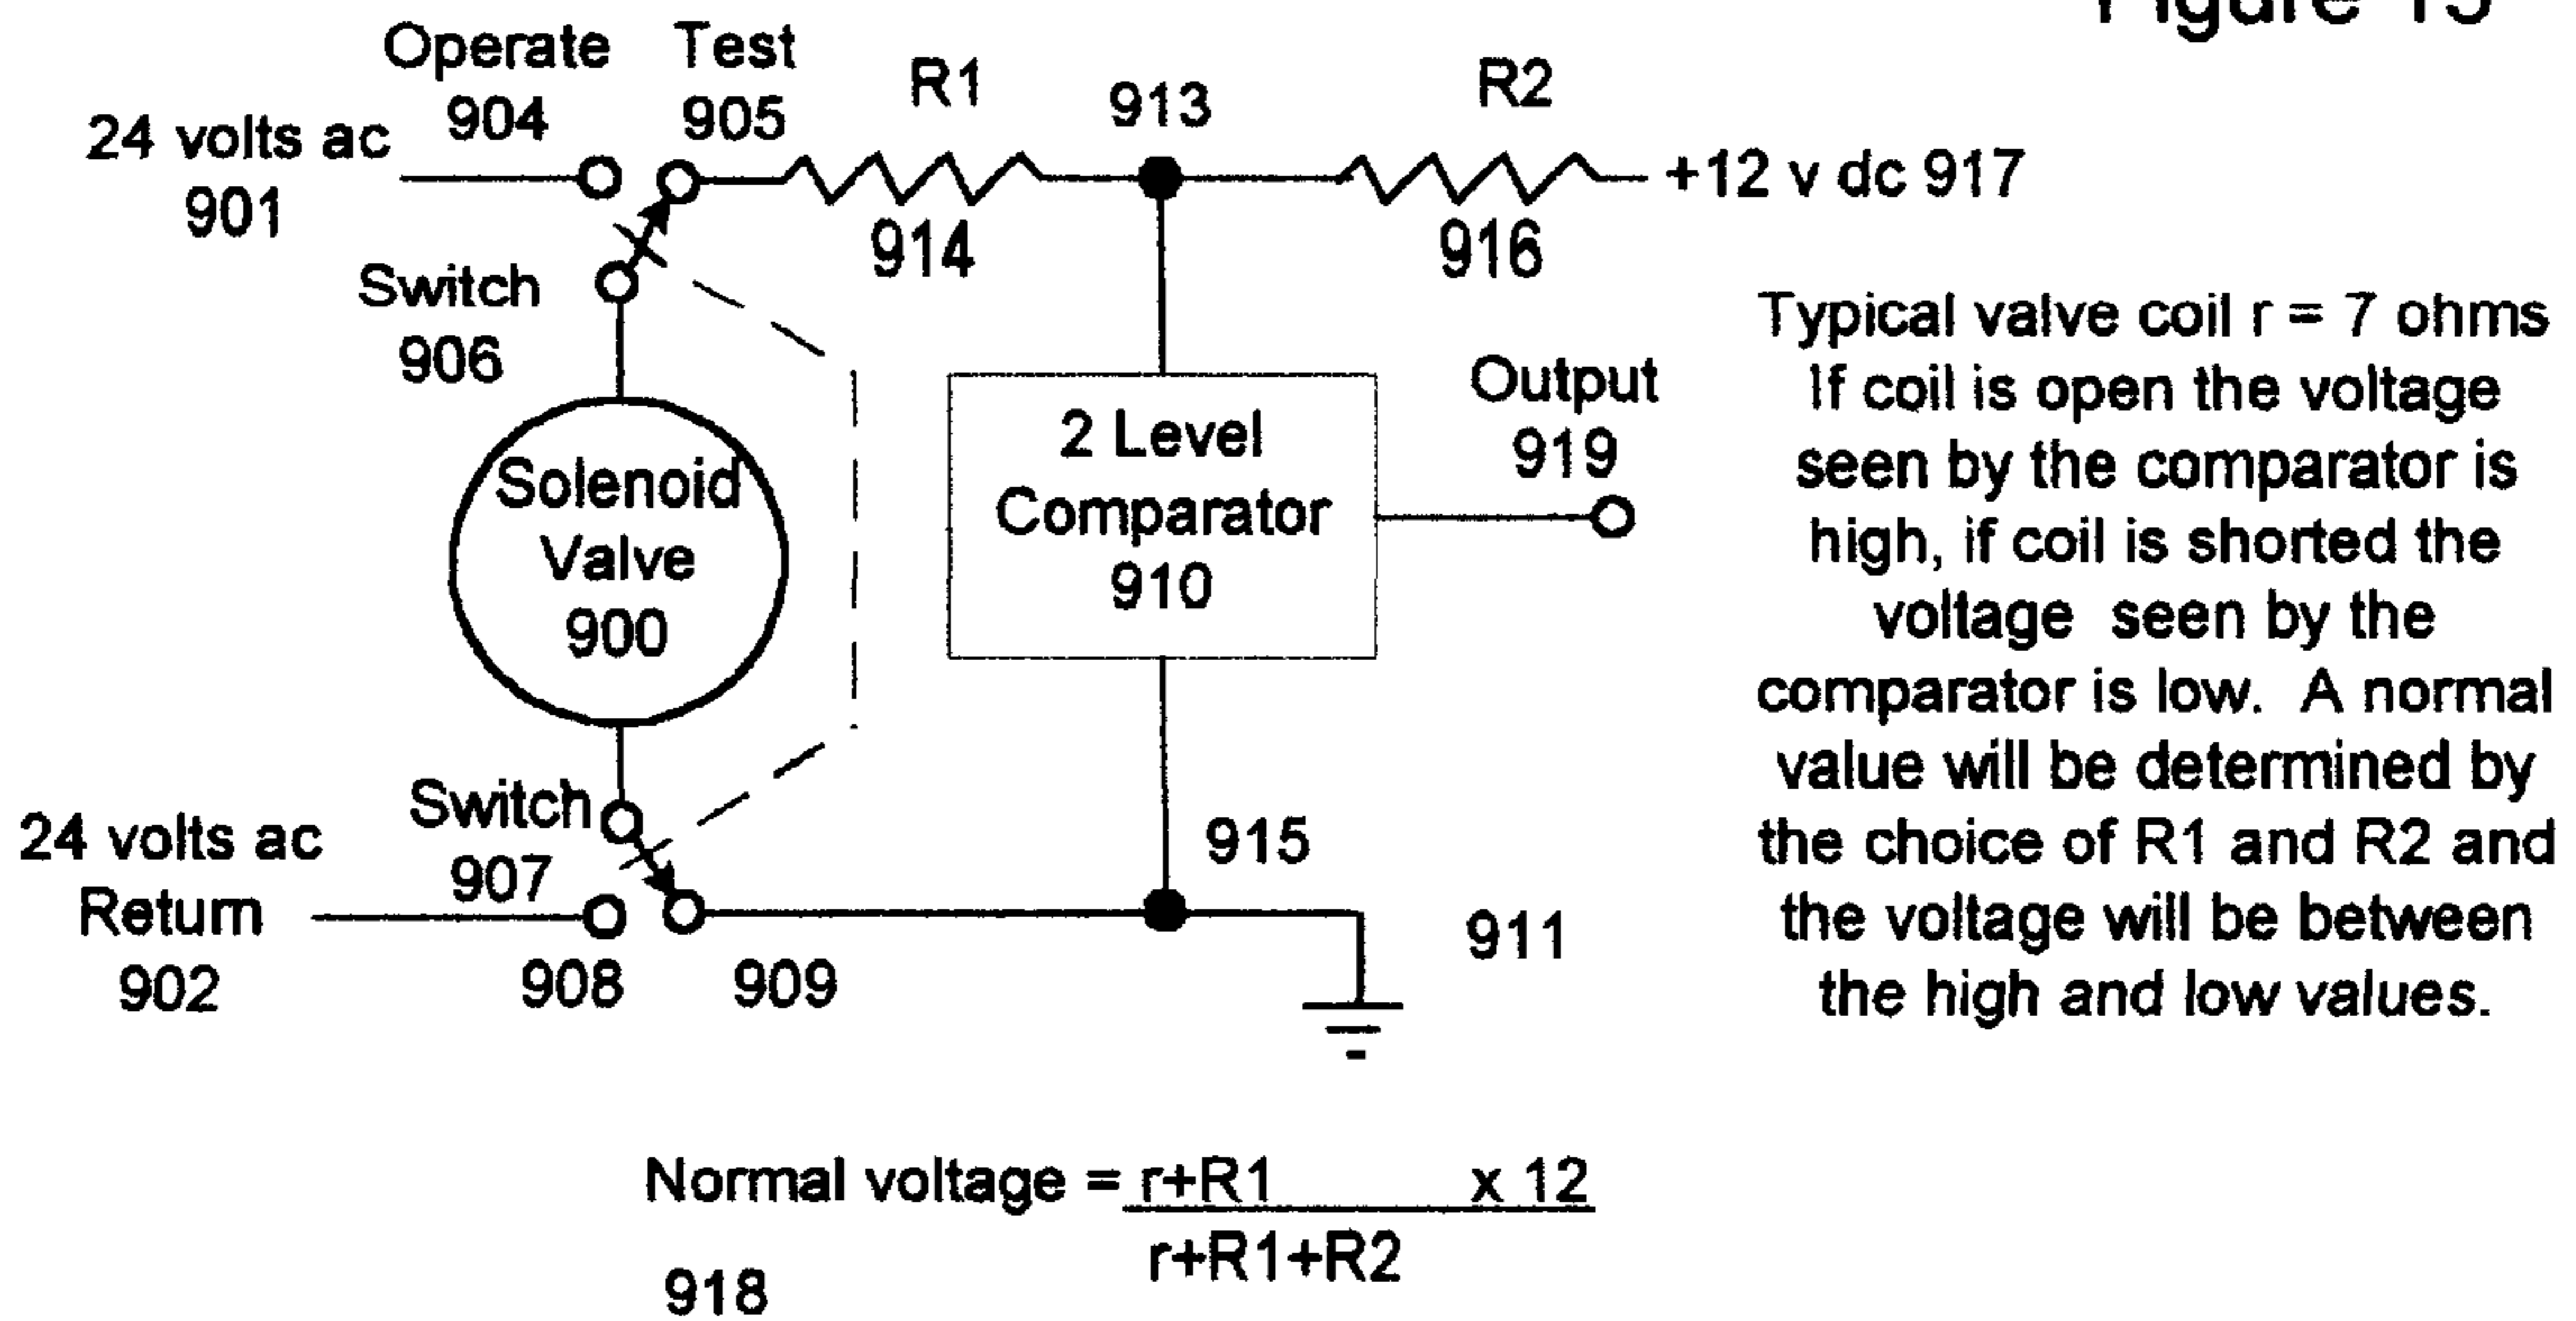 Figure 15
Operate
904
Test
905
R1
913
R2
24 volts ac
901
+12 v dc 917
914
916
Switch
906
Solenoid
Valve
900
2 Level
Comparator
910
Output
919
Typical valve coil r = 7 ohms
If coil is open the voltage
seen by the comparator is
high, if coil is shorted the
voltage seen by the
comparator is low. A normal
value will be determined by
the choice of R1 and R2 and
the voltage will be between
the high and low values.
Switch
907
24 volts ac
Return
902
908
909
915
911
Normal voltage = r+R1 x 12
r+R1+R2
918